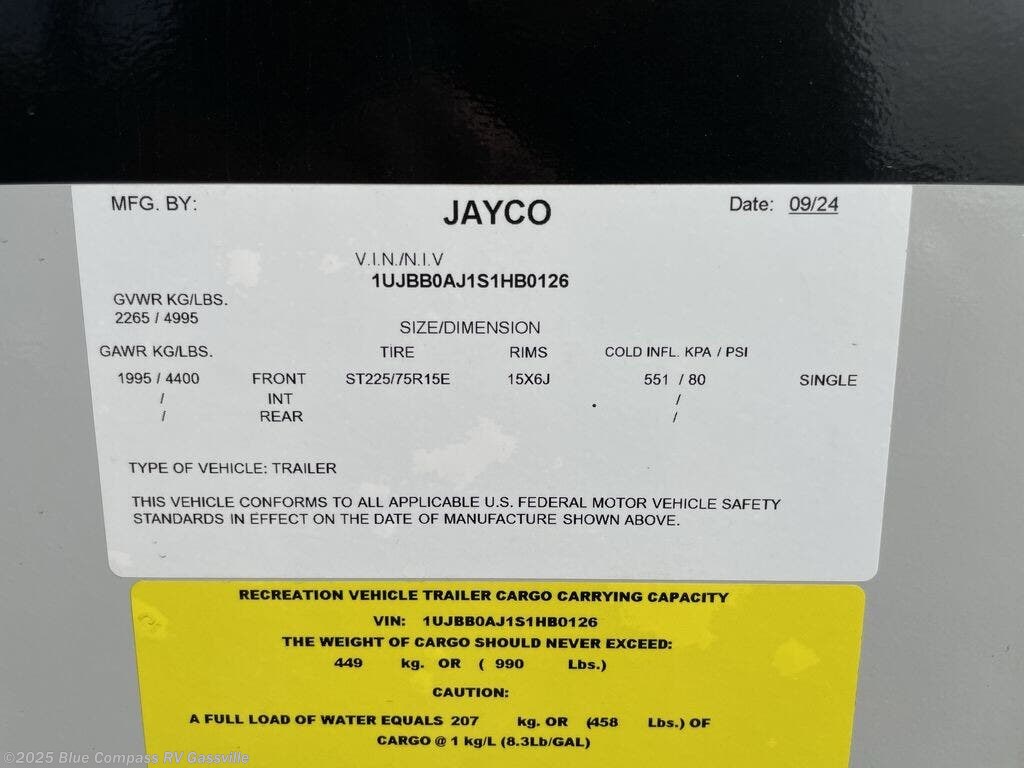 MFG. BY: JAYCO Date: 09/24
V.I.N./N.I.V
1UJBB0AJ1S1HB0126
GVWR KG/LBS.
2265 / 4995
SIZE/DIMENSION
GAWR KG/LBS. TIRE RIMS COLD INFL. KPA / PSI
1995 / 4400 FRONT ST225/75R15E 15X6J 551 / 80 SINGLE
/ INT /
/ REAR /
TYPE OF VEHICLE: TRAILER
THIS VEHICLE CONFORMS TO ALL APPLICABLE U.S. FEDERAL MOTOR VEHICLE SAFETY
STANDARDS IN EFFECT ON THE DATE OF MANUFACTURE SHOWN ABOVE.
RECREATION VEHICLE TRAILER CARGO CARRYING CAPACITY
VIN: 1UJBB0AJ1S1HB0126
THE WEIGHT OF CARGO SHOULD NEVER EXCEED:
449 kg. OR ( 990 Lbs.)
CAUTION:
A FULL LOAD OF WATER EQUALS 207 kg. OR (458 Lbs.) OF
CARGO @ 1 kg/L (8.3Lb/GAL)
©2025 Blue Compass RV Gassville